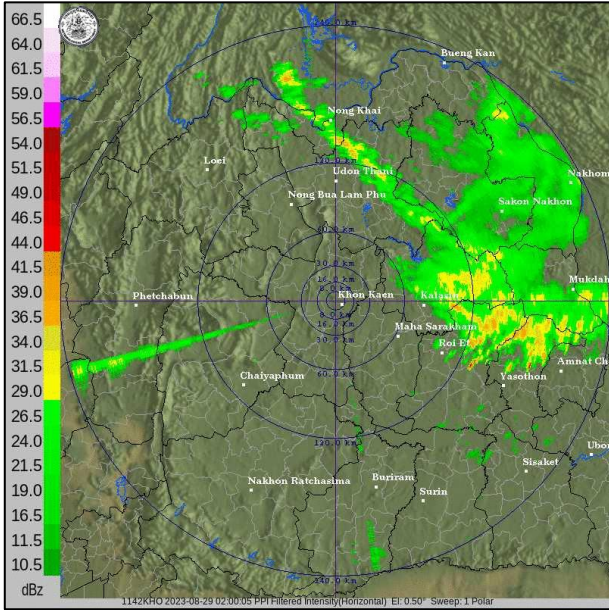 66.5
64.0
61.5
59.0
56.5
54.0
51.5
49.0
46.5
44.0
41.5
39.0
36.5
34.0
31.5
29.0
26.5
24.0
21.5
19.0
16.5
13.0
10.5
dBz
Bueng Kan
Nong Khai
Loei
Udon Thani
Nakhom
Nong Bua Lam Phu
Sakon Nakhon
Mukdah
Phetchabun
Khon Kaen
Kalasin
Maha Sarakham
Roi Et
Amnat Ch
Chaiyaphum
Yasothon
120.0 km
Ubor
Sisaket
Nakhon Ratchasima
Buriram
Surin
1142KHO 2023-08-29 02:00:05 PPI Filtered Intensity(Horizontal) El: 0.50° Sweep: 1 Polar